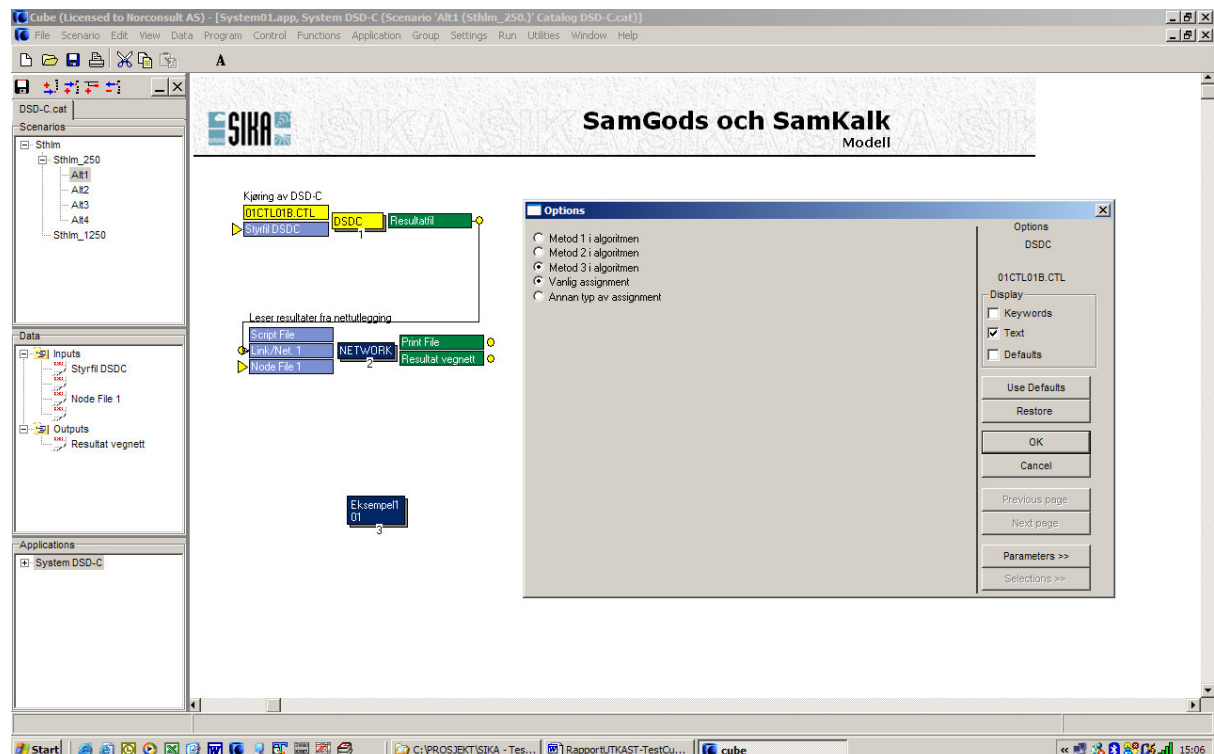 Cube (Licensed to Norconsult AS) - [System01.app, System DSD-C (Scenario 'Alt1 (Sthlm_250.)' Catalog DSD-C.cat)]
File Scenario Edit View Data Program Control Functions Application Group Settings Run Utilities Window Help
A
DSD-C.cat
Scenarios
Sthlm
Sthlm_250
Alt1
Alt2
Alt3
Alt4
Sthlm_1250
Data
Inputs
Styrfil DSDC
Node File 1
Outputs
Resultat vegnett
Applications
System DSD-C
SIKA
SamGods och SamKalk
Modell
Kjøring av DSD-C
01CTL01B.CTL
Styrfil DSDC
DSDC
1
Resultatfil
Leser resultater fra nettutlegging
Script File
Link/Net. 1
Node File 1
NETWORK
2
Print File
Resultat vegnett
Eksempel1
01
3
Options
Metod 1 i algoritmen
Metod 2 i algoritmen
Metod 3 i algoritmen
Vanlig assignment
Annan typ av assignment
Options
DSDC
01CTL01B.CTL
Display
Keywords
Text
Defaults
Use Defaults
Restore
OK
Cancel
Previous page
Next page
Parameters >>
Selections >>
Start
C:\PROSJEKT\SIKA - Tes...
RapportUTKAST-TestCu...
cube
15:06